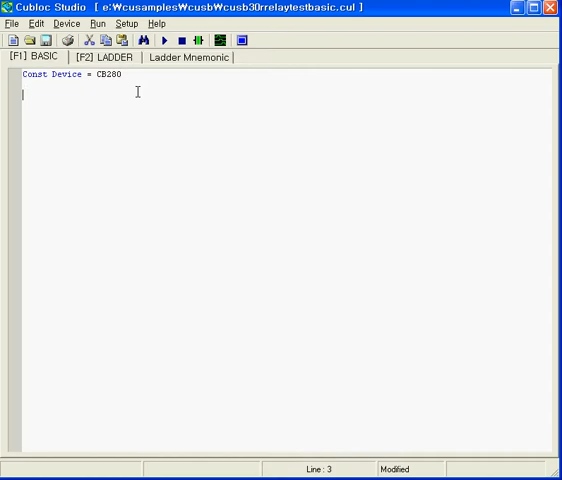 Cubloc Studio [ e:₩cusamples₩cusb₩cusb30rrelaytestbasic.cul ]
File Edit Device Run Setup Help
[F1] BASIC [F2] LADDER Ladder Mnemonic
Const Device = CB280
Line : 3 Modified